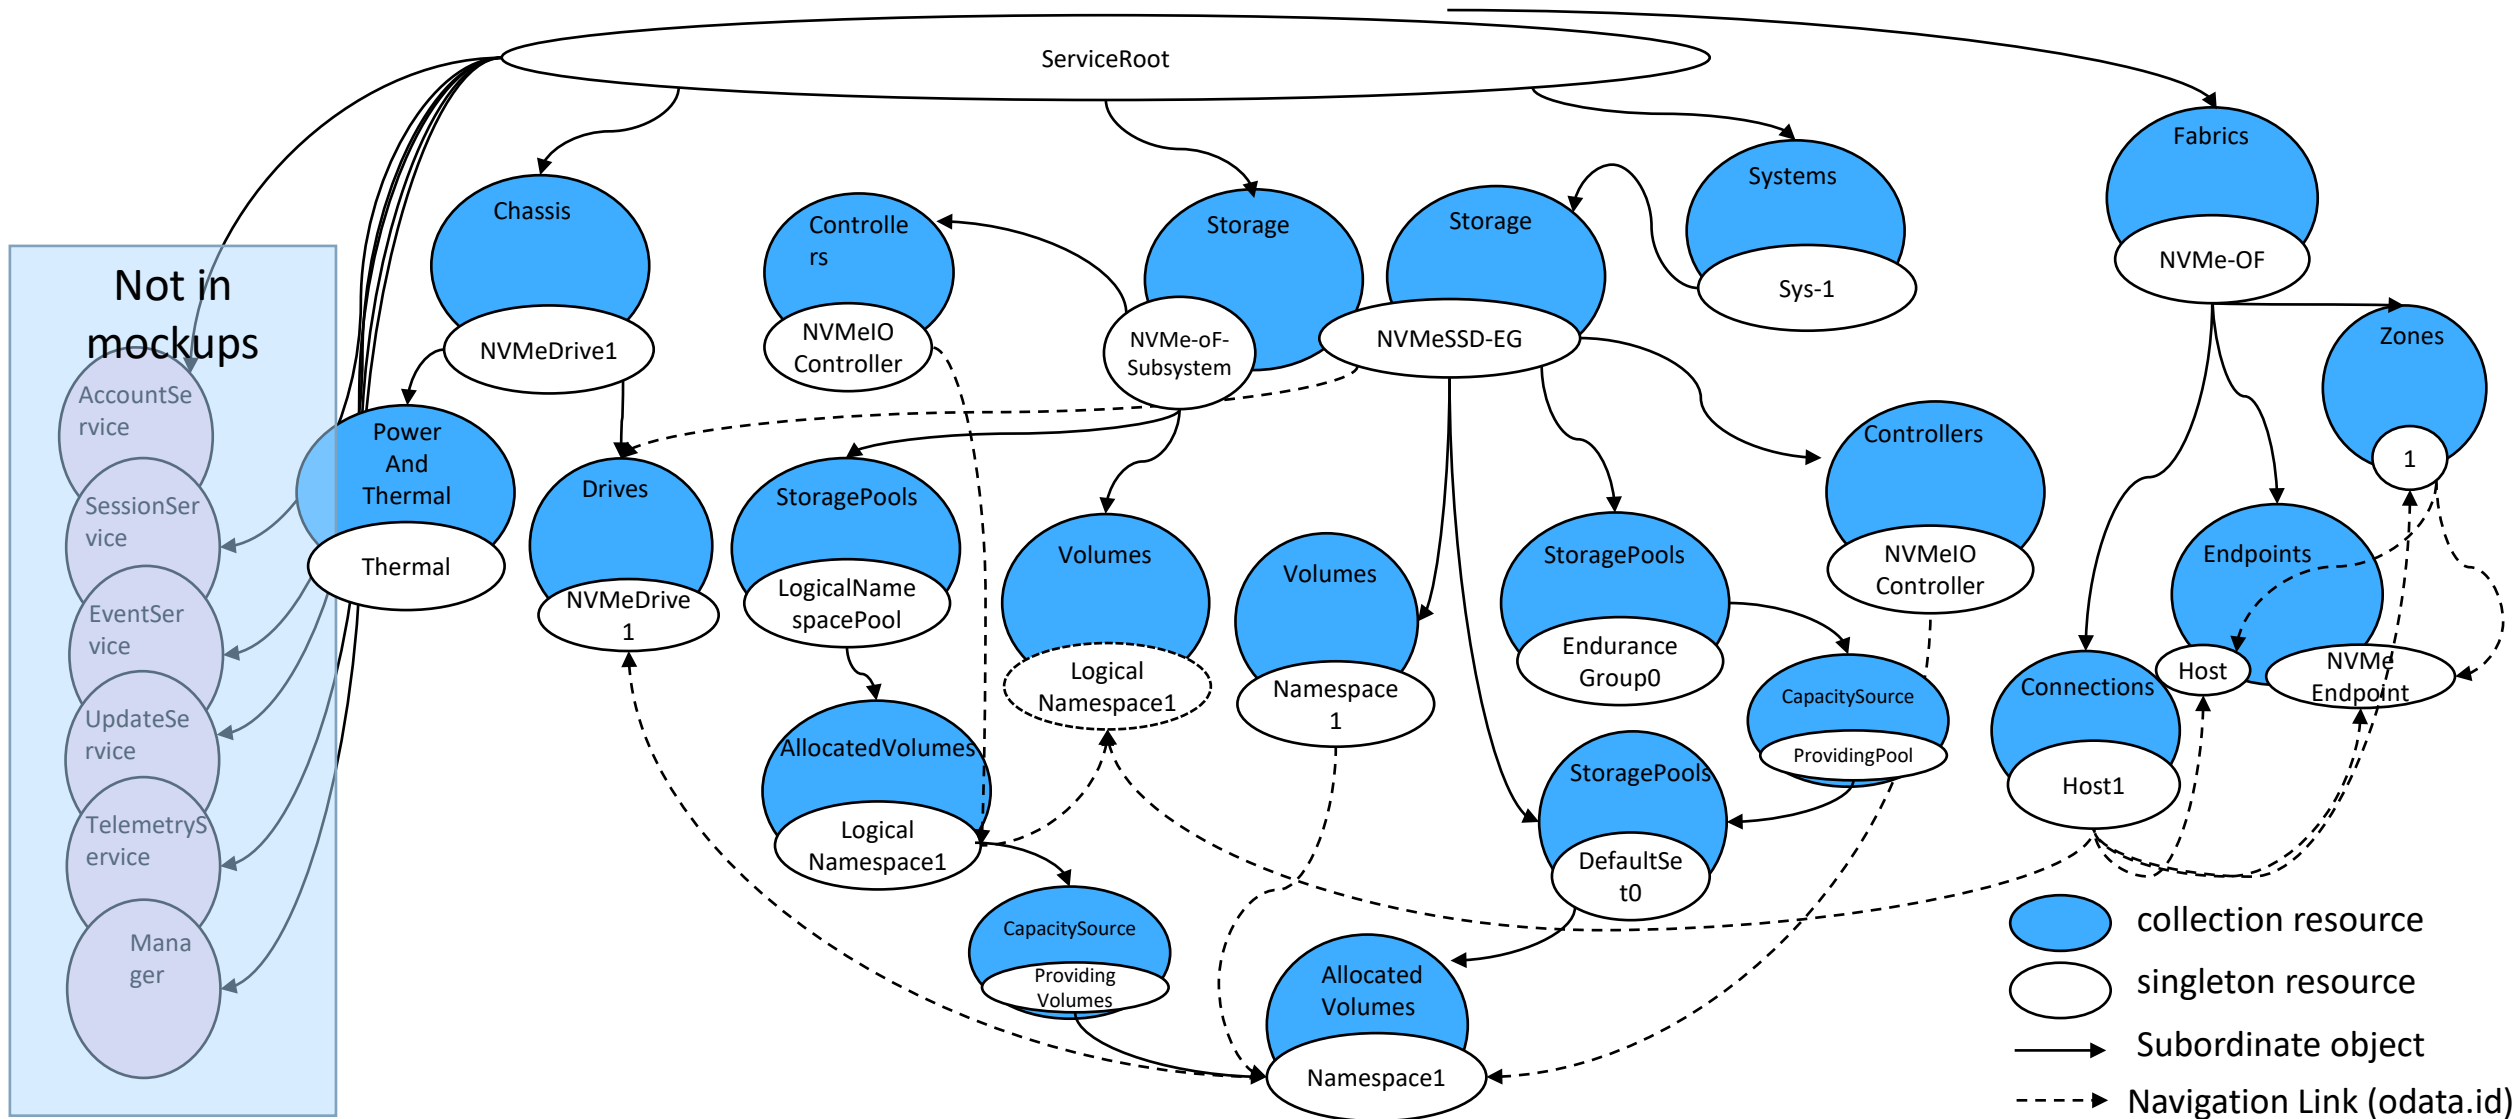 ServiceRoot
Fabrics
NVMe-OF
Systems
Sys-1
Chassis
NVMeDrive1
Controlle
rs
NVMeIO
Controller
Storage
NVMe-oF-
Subsystem
Storage
NVMeSSD-EG
Zones
1
Not in
mockups
AccountSe
rvice
SessionSer
vice
EventSer
vice
UpdateSe
rvice
TelemetryS
ervice
Mana
ger
Power
And
Thermal
Thermal
Drives
NVMeDrive
1
StoragePools
LogicalName
spacePool
Volumes
Logical
Namespace1
Volumes
Namespace
1
StoragePools
Endurance
Group0
Controllers
NVMeIO
Controller
Endpoints
Host
NVMe
Endpoint
Connections
Host1
CapacitySource
ProvidingPool
AllocatedVolumes
Logical
Namespace1
StoragePools
DefaultSe
t0
CapacitySource
Providing
Volumes
Allocated
Volumes
Namespace1
collection resource
singleton resource
Subordinate object
Navigation Link (odata.id)